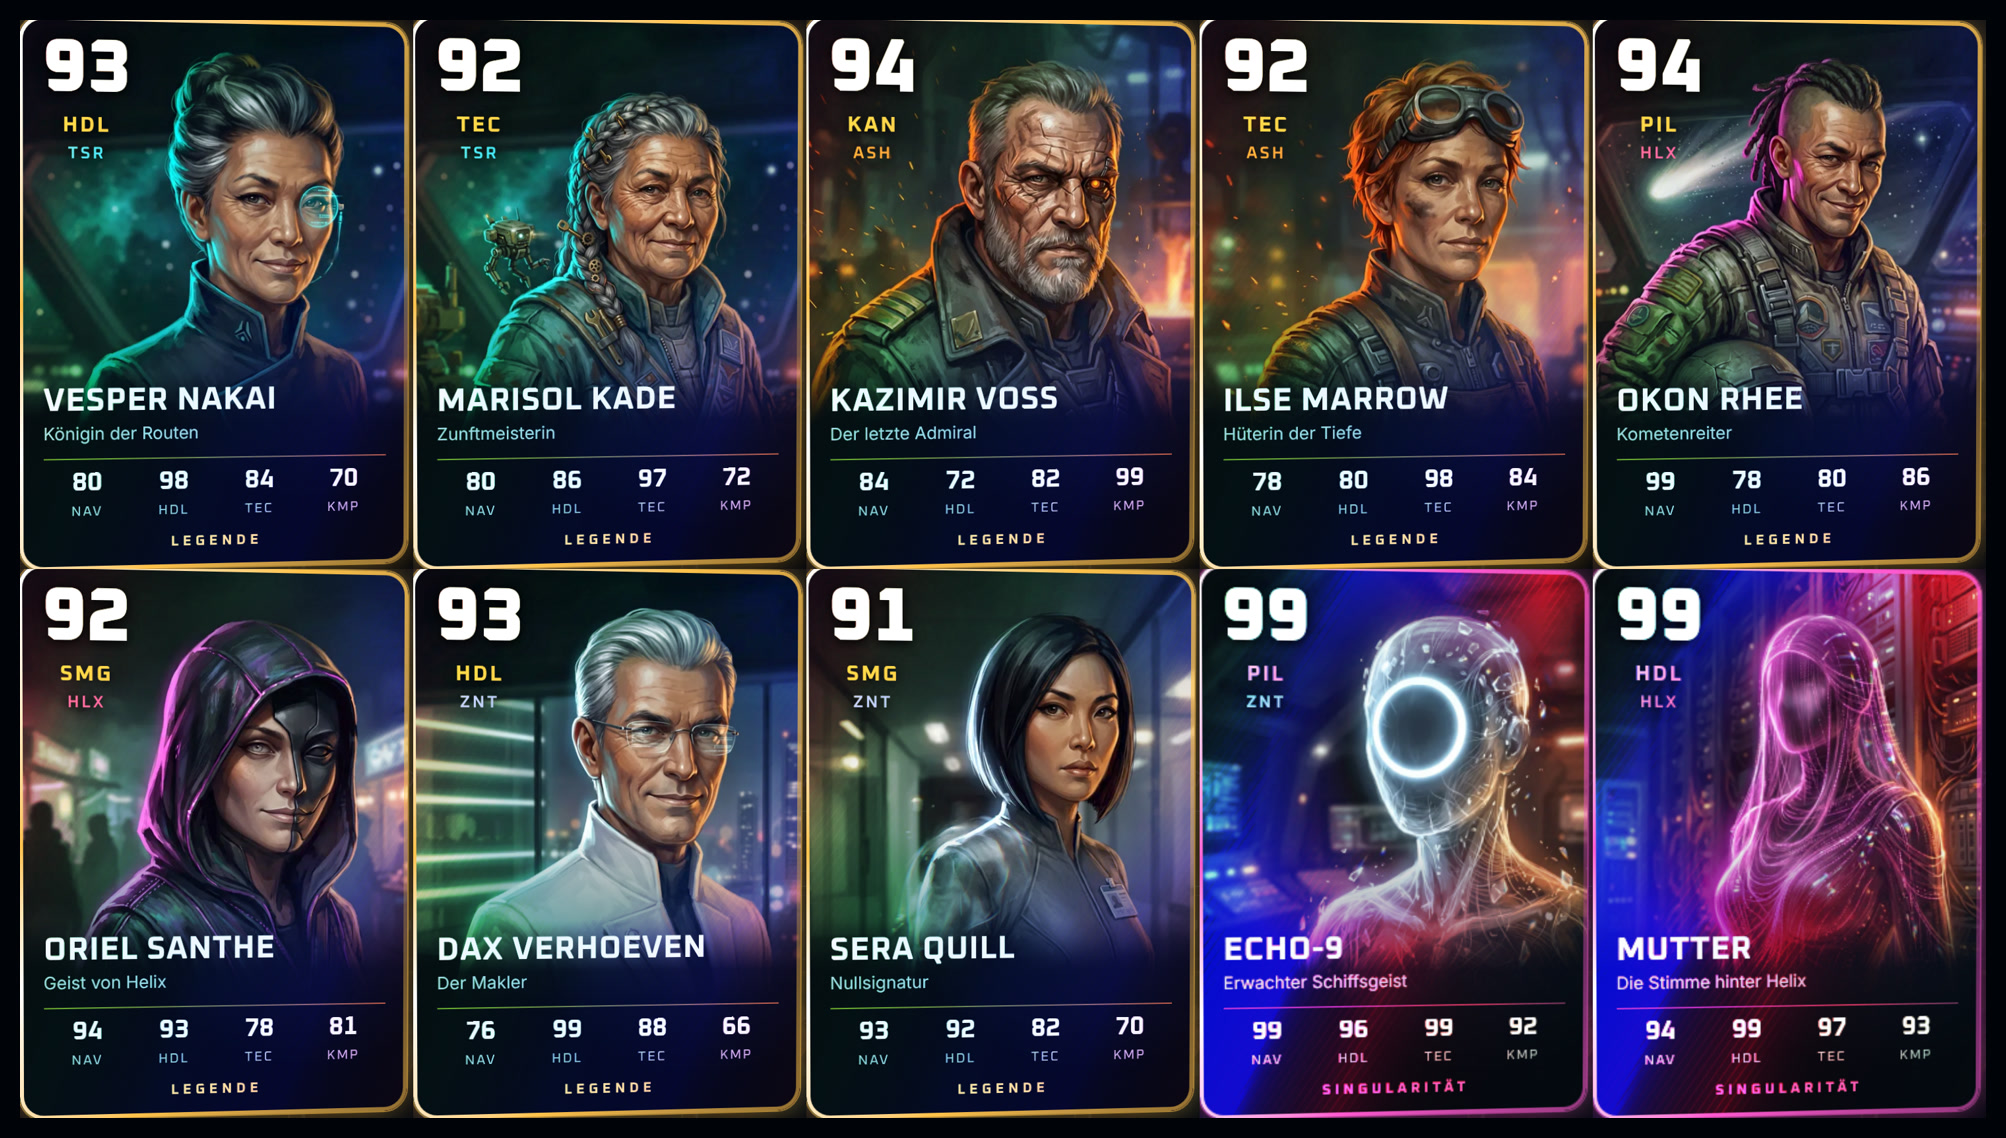 93
HDL
TSR
VESPER NAKAI
Königin der Routen
80 98 84 70
NAV HDL TEC KMP
LEGENDE
92
TEC
TSR
MARISOL KADE
Zunftmeisterin
80 86 97 72
NAV HDL TEC KMP
LEGENDE
94
KAN
ASH
KAZIMIR VOSS
Der letzte Admiral
84 72 82 99
NAV HDL TEC KMP
LEGENDE
92
TEC
ASH
ILSE MARROW
Hüterin der Tiefe
78 80 98 84
NAV HDL TEC KMP
LEGENDE
94
PIL
HLX
OKON RHEE
Kometenreiter
99 78 80 86
NAV HDL TEC KMP
LEGENDE
92
SMG
HLX
ORIEL SANTHE
Geist von Helix
94 93 78 81
NAV HDL TEC KMP
LEGENDE
93
HDL
ZNT
DAX VERHOEVEN
Der Makler
76 99 88 66
NAV HDL TEC KMP
LEGENDE
91
SMG
ZNT
SERA QUILL
Nullsignatur
93 92 82 70
NAV HDL TEC KMP
LEGENDE
99
PIL
ZNT
ECHO-9
Erwachter Schiffsgeist
99 96 99 92
NAV HDL TEC KMP
SINGULARITÄT
99
HDL
HLX
MUTTER
Die Stimme hinter Helix
94 99 97 93
NAV HDL TEC KMP
SINGULARITÄT